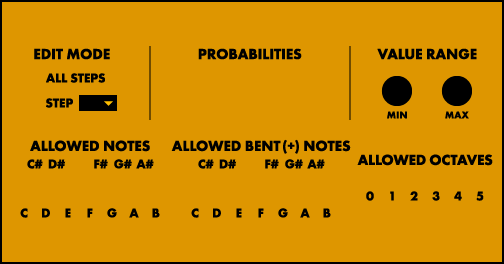 EDIT MODE
ALL STEPS
STEP
PROBABILITIES
VALUE RANGE
MIN MAX
ALLOWED NOTES
C# D# F# G# A#
C D E F G A B
ALLOWED BENT (+) NOTES
C# D# F# G# A#
C D E F G A B
ALLOWED OCTAVES
0 1 2 3 4 5